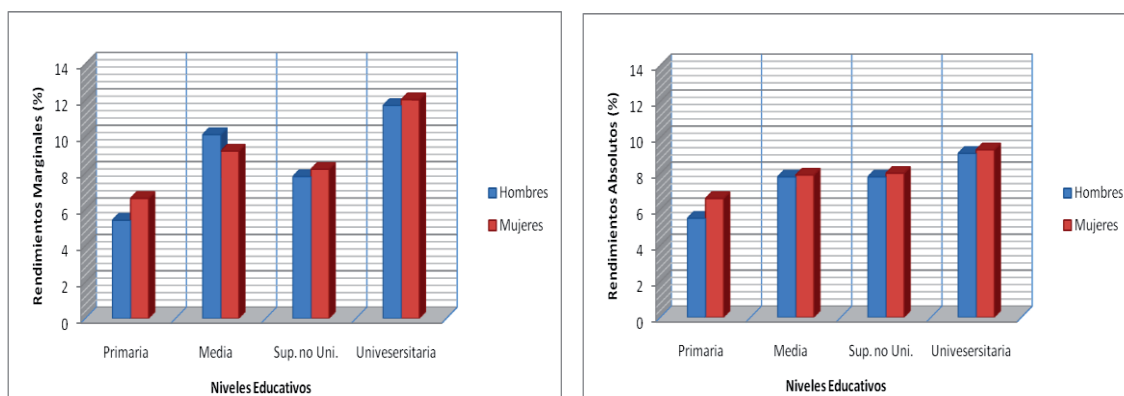 Rendimientos Marginales (%)
14
12
10
8
6
4
2
0
Primaria Media Sup. no Uni. Univesersitaria
Niveles Educativos
Hombres
Mujeres
Rendimientos Absolutos (%)
14
12
10
8
6
4
2
0
Primaria Media Sup. no Uni. Univesersitaria
Niveles Educativos
Hombres
Mujeres